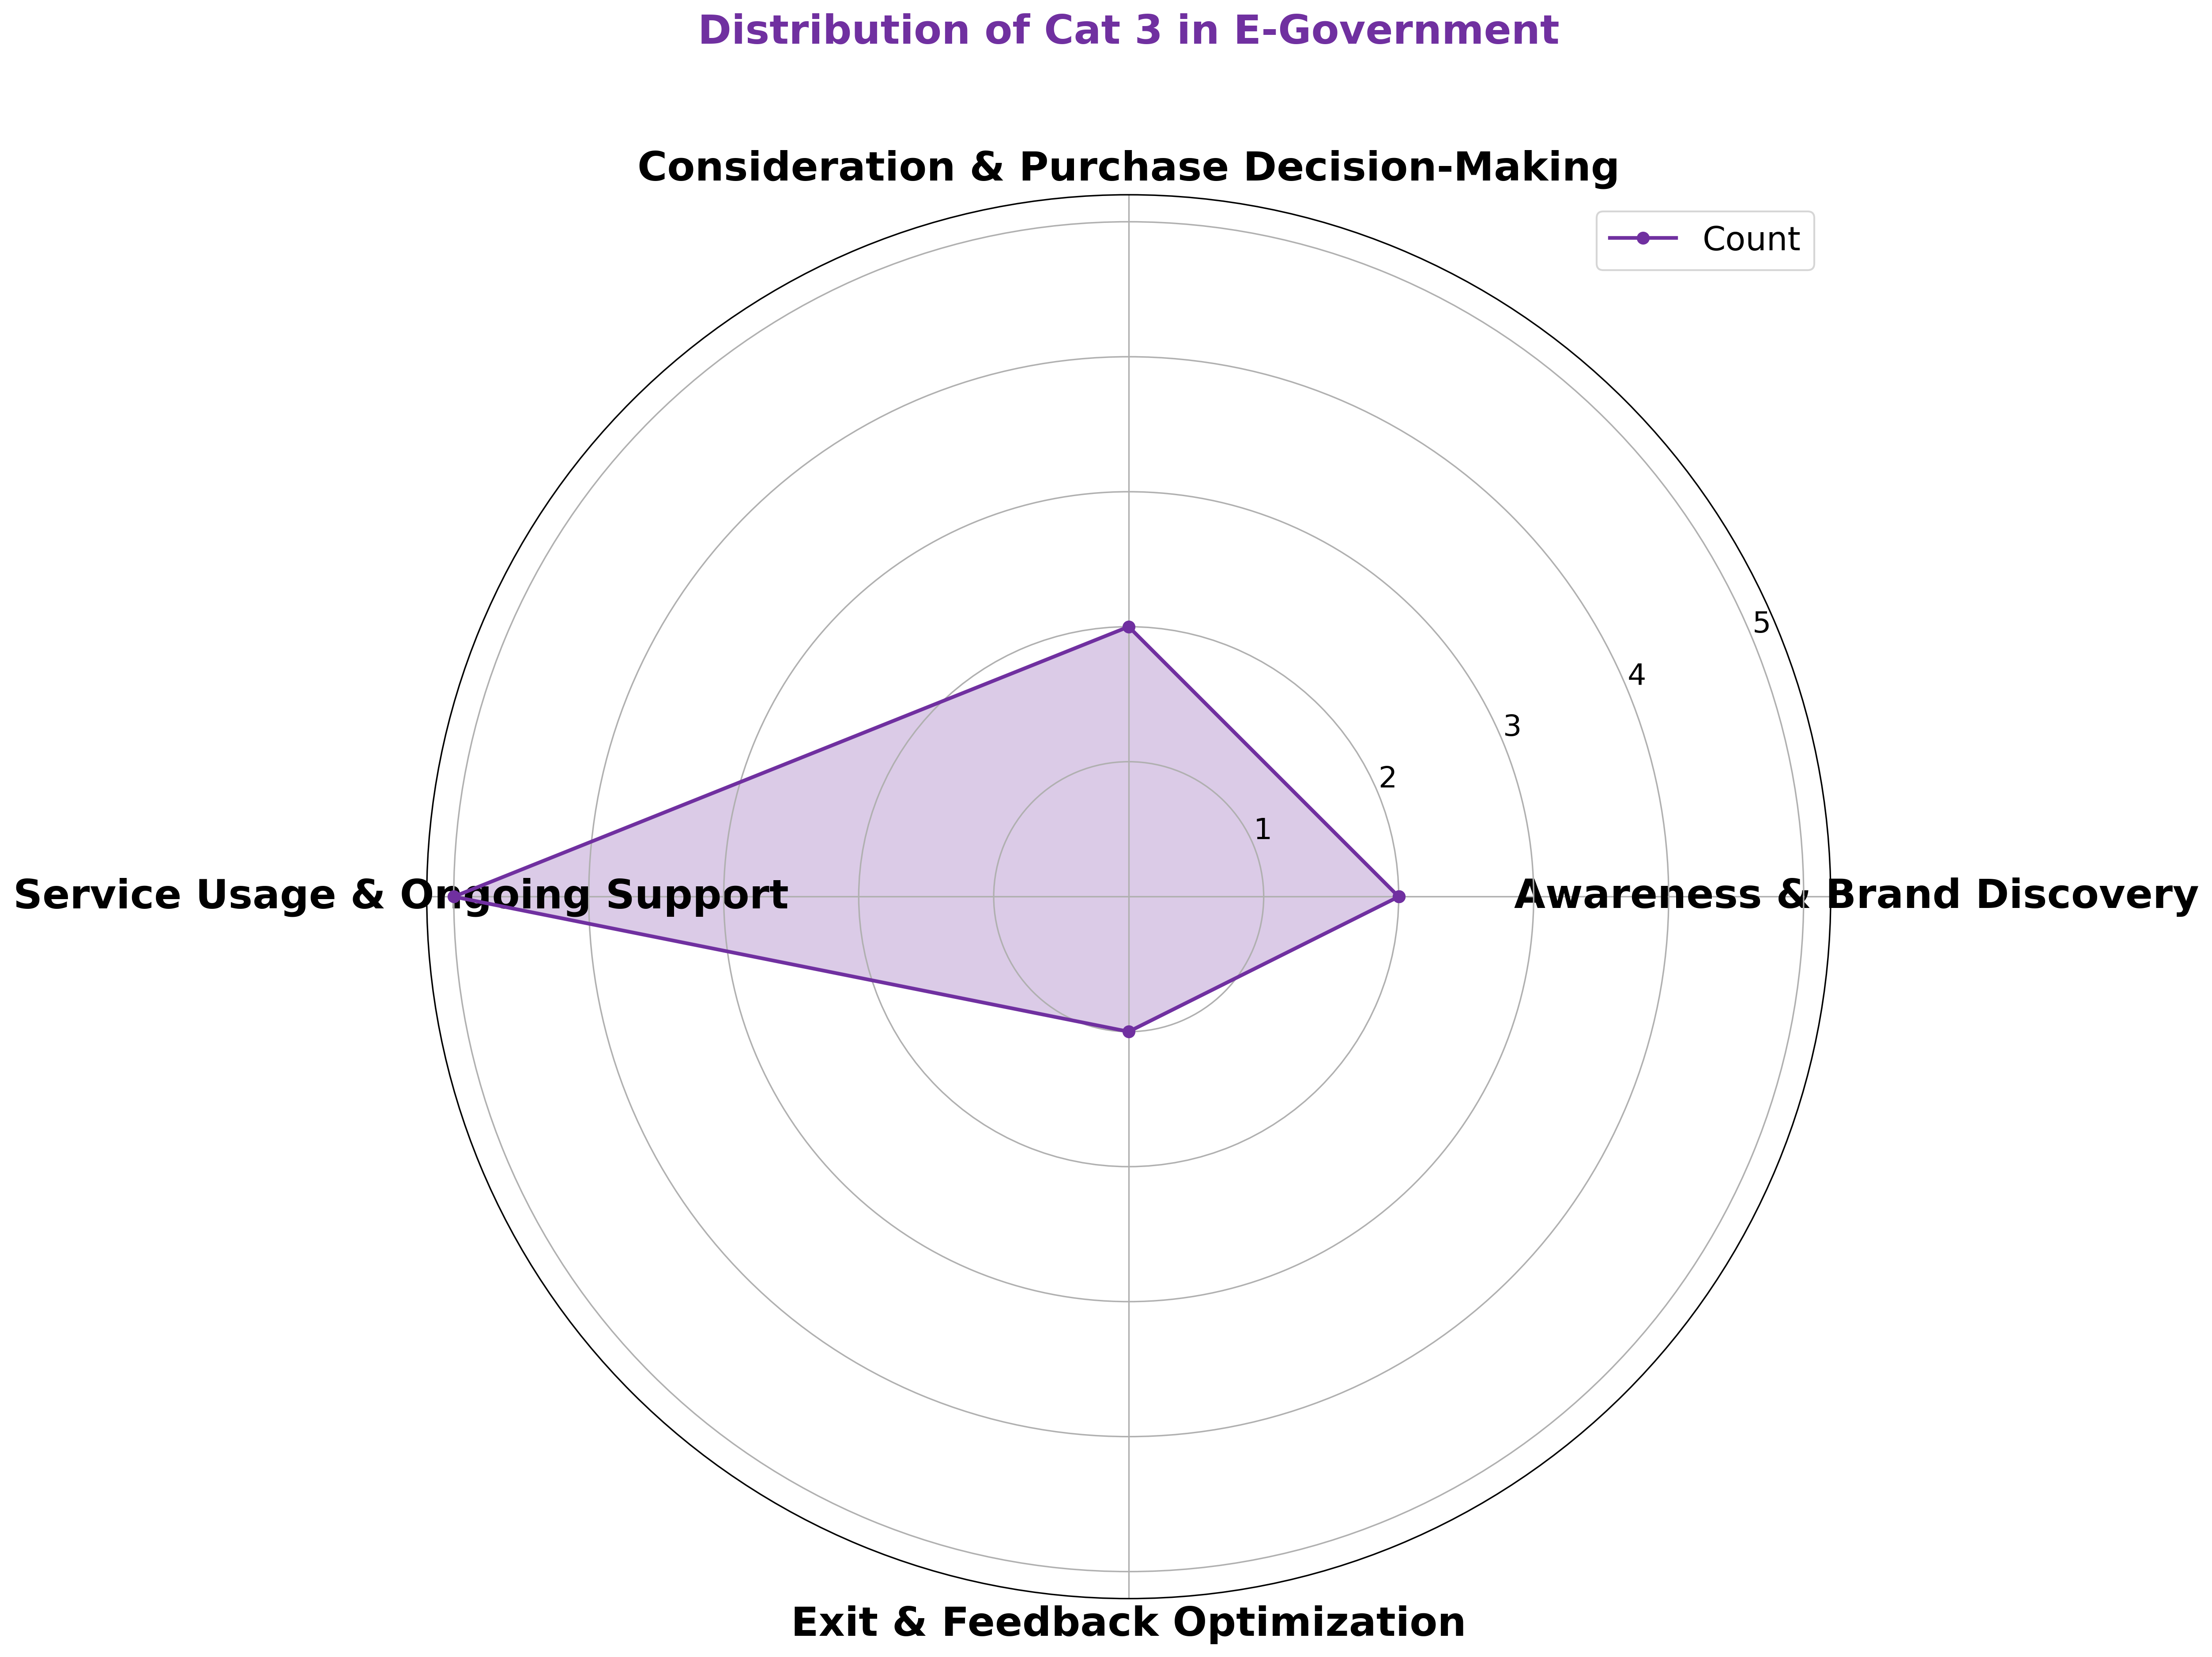 Distribution of Cat 3 in E-Government
Consideration & Purchase Decision-Making
Count
5
4
3
2
1
Service Usage & Ongoing Support
Awareness & Brand Discovery
Exit & Feedback Optimization